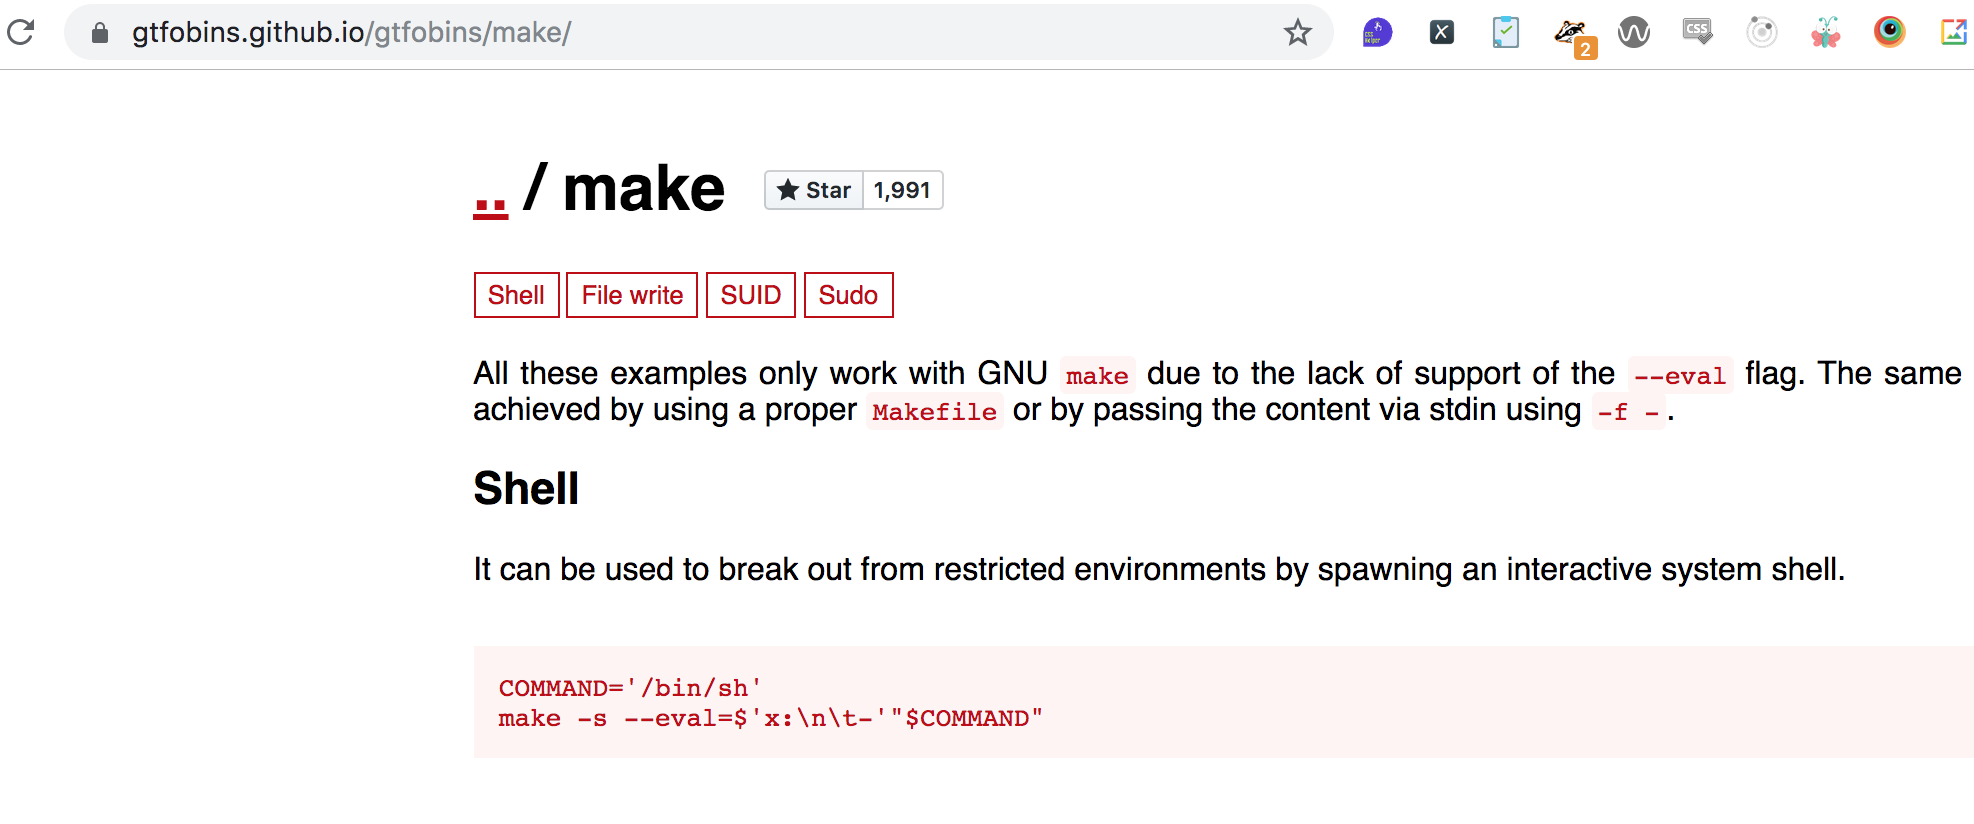 gtfobins.github.io/gtfobins/make/
2
.. / make
Star 1,991
Shell File write SUID Sudo
All these examples only work with GNU make due to the lack of support of the --eval flag. The same
achieved by using a proper Makefile or by passing the content via stdin using -f -.
Shell
It can be used to break out from restricted environments by spawning an interactive system shell.
COMMAND='/bin/sh'
make -s --eval=$'x:\n\t-'"$COMMAND"